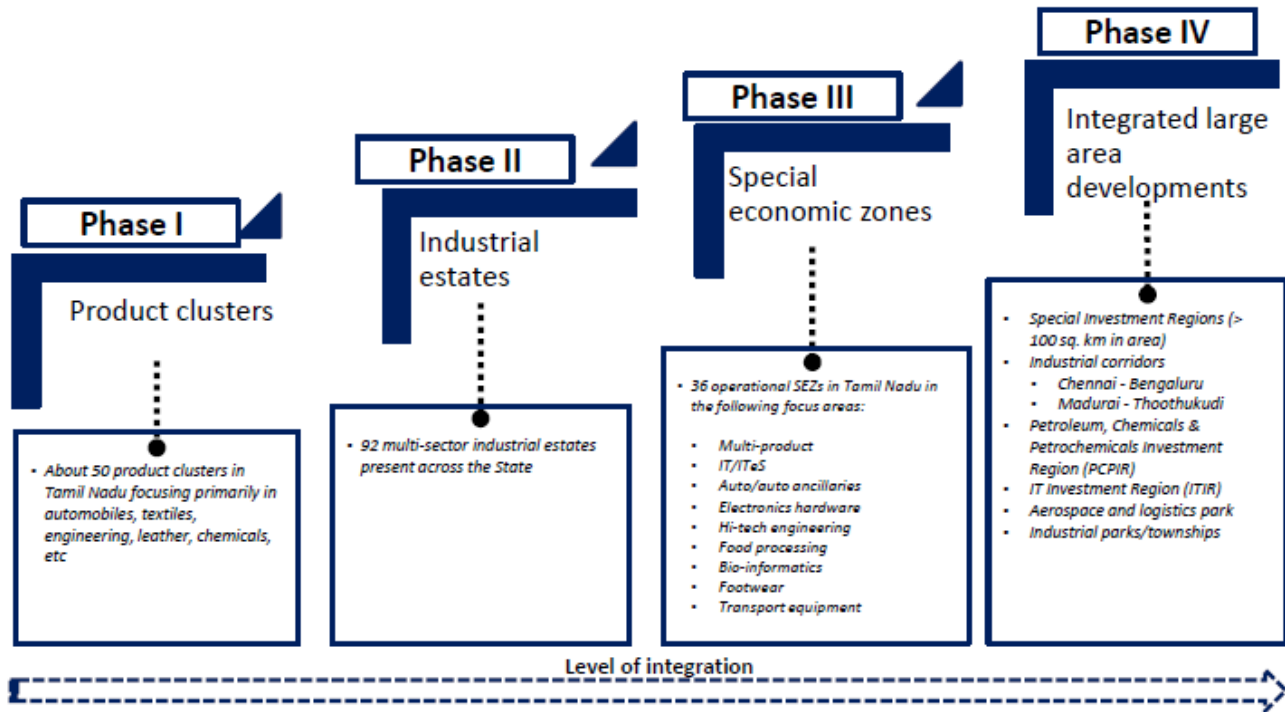 Phase I
Product clusters
• About 50 product clusters in
Tamil Nadu focusing primarily in
automobiles, textiles,
engineering, leather, chemicals,
etc
Phase II
Industrial
estates
• 92 multi-sector industrial estates
present across the State
Phase III
Special
economic zones
• 36 operational SEZs in Tamil Nadu in
the following focus areas:
• Multi-product
• IT/ITeS
• Auto/auto ancillaries
• Electronics hardware
• Hi-tech engineering
• Food processing
• Bio-informatics
• Footwear
• Transport equipment
Phase IV
Integrated large
area
developments
• Special Investment Regions (>
100 sq. km in area)
• Industrial corridors
• Chennai - Bengaluru
• Madurai - Thoothukudi
• Petroleum, Chemicals &
Petrochemicals Investment
Region (PCPIR)
• IT Investment Region (ITIR)
• Aerospace and logistics park
• Industrial parks/townships
Level of integration